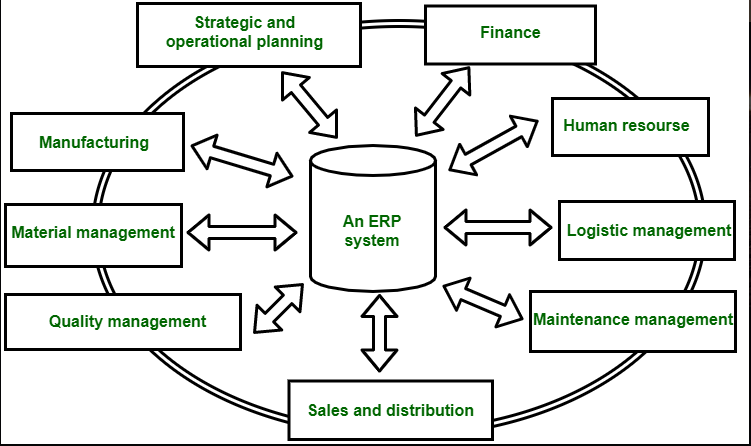 Strategic and
operational planning
Finance
Manufacturing
Human resourse
Material management
An ERP
system
Logistic management
Quality management
Maintenance management
Sales and distribution